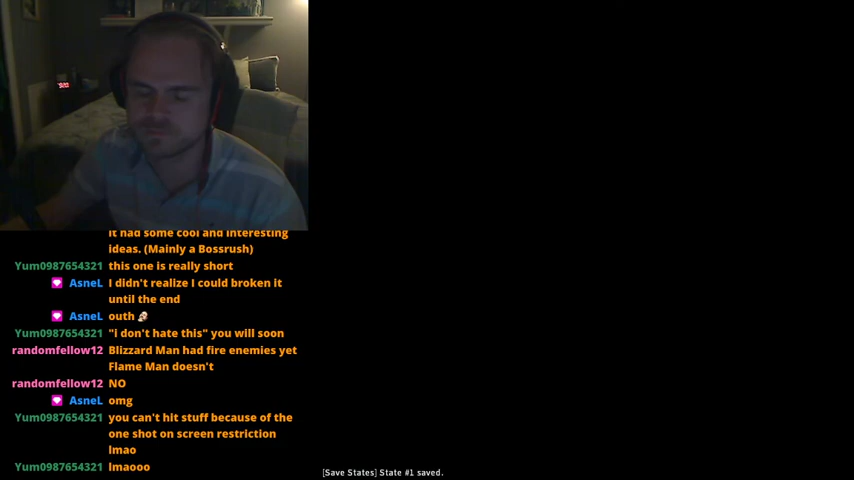 it had some cool and interesting
ideas. (Mainly a Bossrush)
Yum0987654321 this one is really short
AsneL I didn't realize I could broken it
until the end
AsneL outh
Yum0987654321 "i don't hate this" you will soon
randomfellow12 Blizzard Man had fire enemies yet
Flame Man doesn't
randomfellow12 NO
AsneL omg
Yum0987654321 you can't hit stuff because of the
one shot on screen restriction
lmao
Yum0987654321 lmaooo
[Save States] State #1 saved.